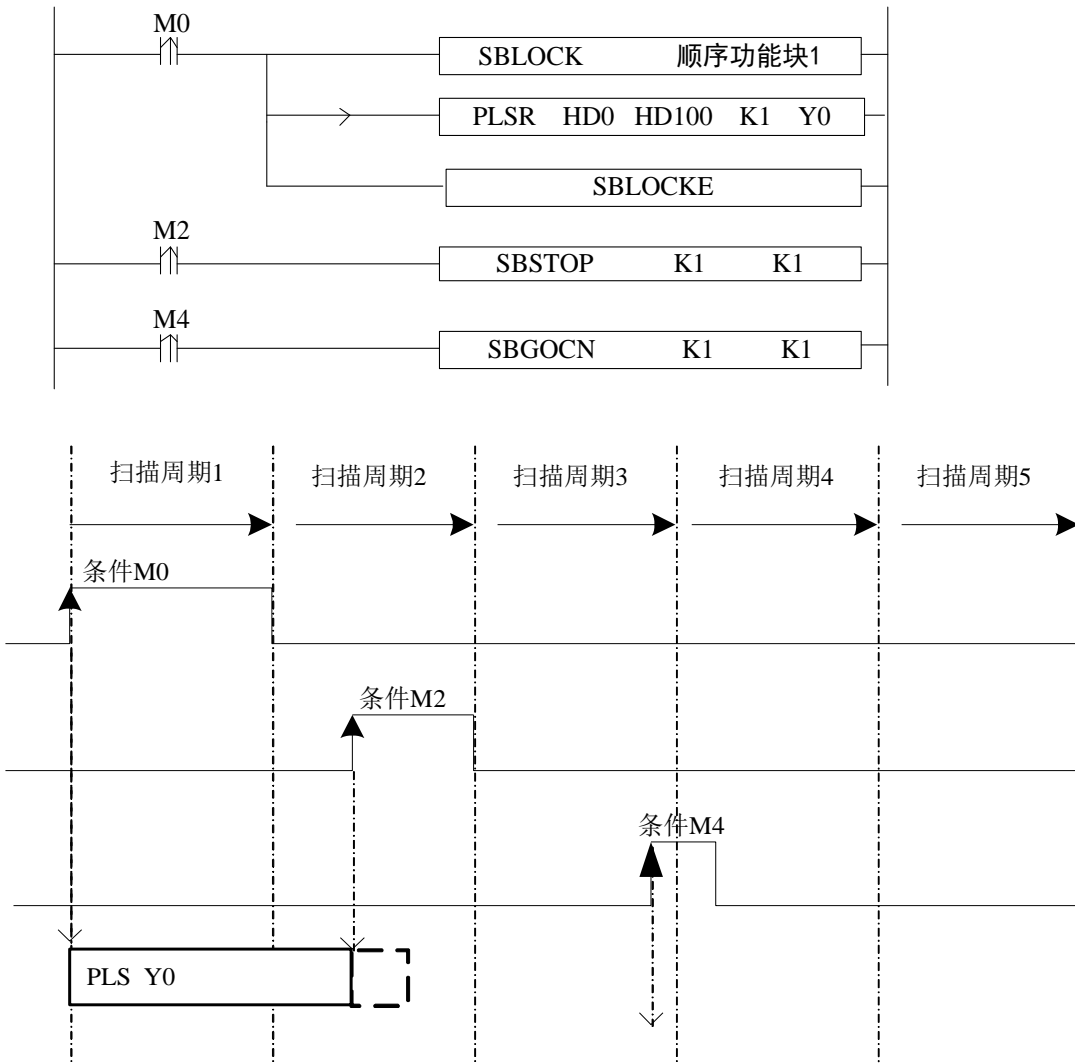 M0
SBLOCK 顺序功能块1
PLSR HD0 HD100 K1 Y0
SBLOCKE
M2
SBSTOP K1 K1
M4
SBGOCN K1 K1
扫描周期1 扫描周期2 扫描周期3 扫描周期4 扫描周期5
条件M0
条件M2
条件M4
PLS Y0